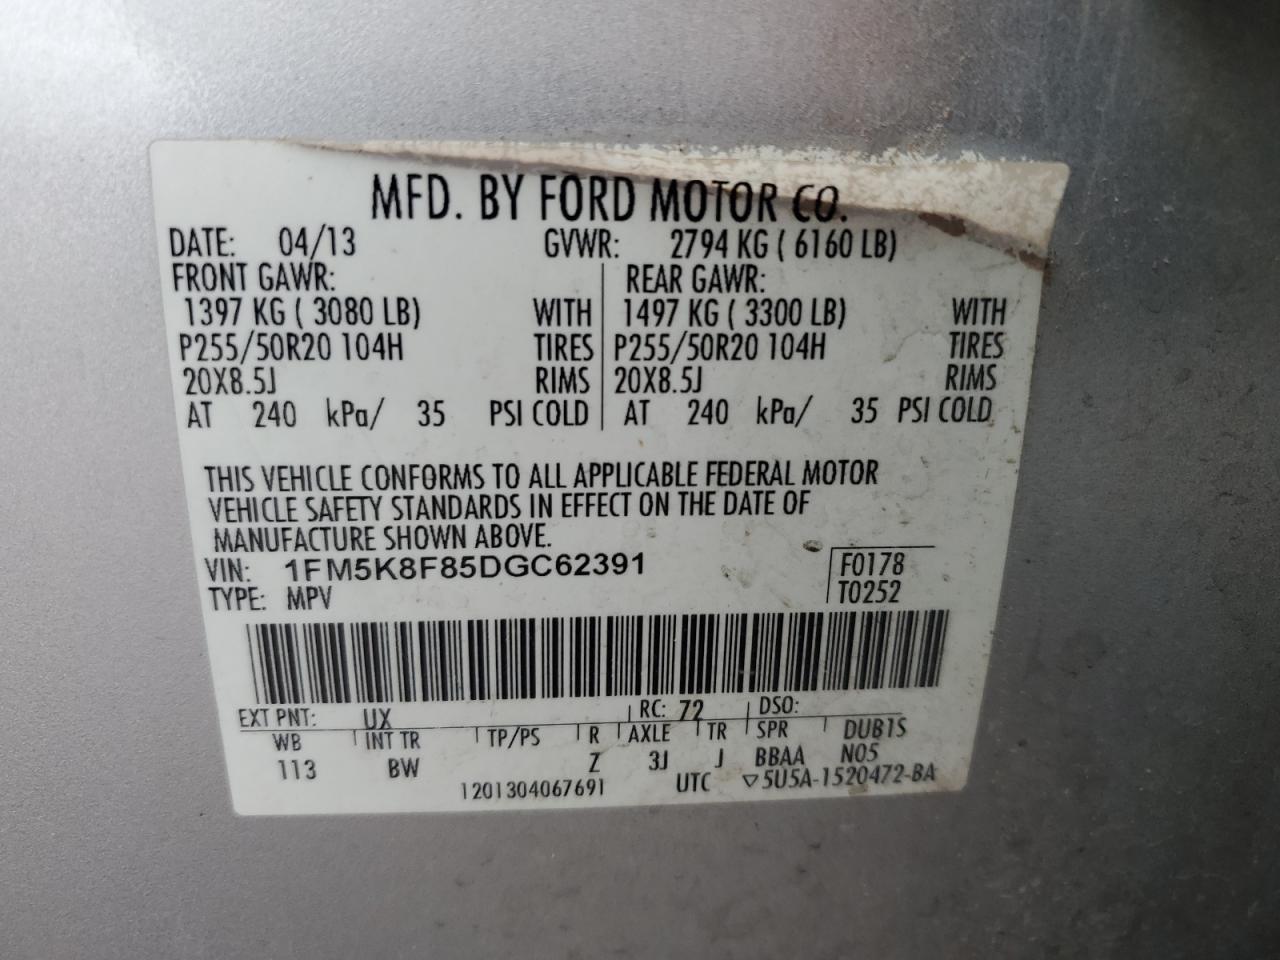 MFD. BY FORD MOTOR CO.
DATE: 04/13 GVWR: 2794 KG ( 6160 LB)
FRONT GAWR: REAR GAWR:
1397 KG ( 3080 LB) WITH 1497 KG ( 3300 LB) WITH
P255/50R20 104H TIRES P255/50R20 104H TIRES
20X8.5J RIMS 20X8.5J RIMS
AT 240 kPa/ 35 PSI COLD AT 240 kPa/ 35 PSI COLD
THIS VEHICLE CONFORMS TO ALL APPLICABLE FEDERAL MOTOR
VEHICLE SAFETY STANDARDS IN EFFECT ON THE DATE OF
MANUFACTURE SHOWN ABOVE.
VIN: 1FM5K8F85DGC62391 F0178
TYPE: MPV T0252
EXT PNT: UX RC: 72 DSO:
WB INT TR TP/PS R AXLE TR SPR DUB1S
113 BW Z 3J J BBAA N05
1201304067691 UTC ▽5U5A-1520472-BA